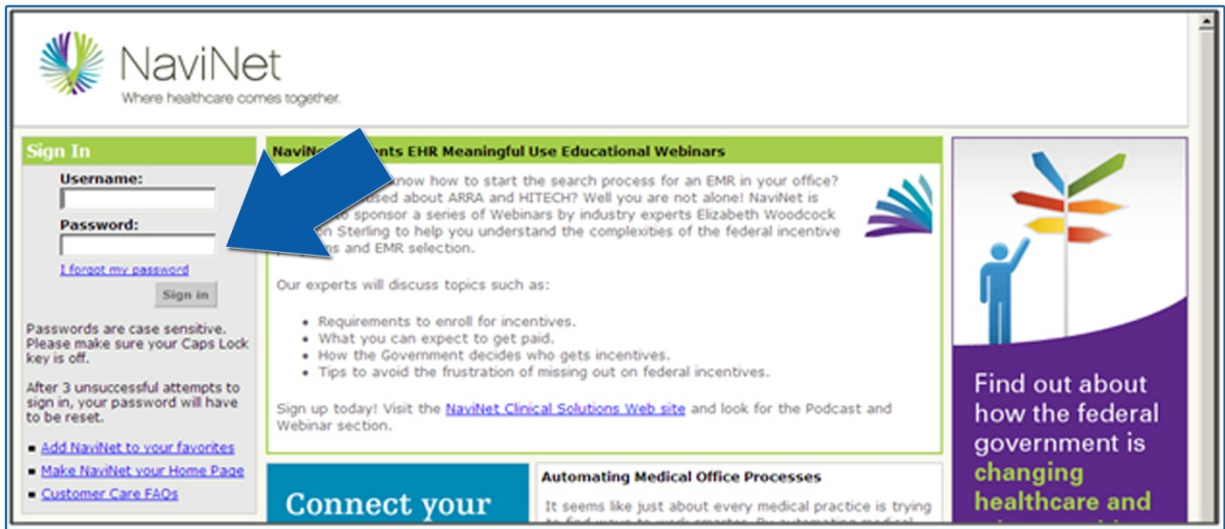 NaviNet
Where healthcare comes together.
Sign In
Username:
Password:
I forgot my password
Sign in
Passwords are case sensitive.
Please make sure your Caps Lock
key is off.
After 3 unsuccessful attempts to
sign in, your password will have
to be reset.
Add NaviNet to your favorites
Make NaviNet your Home Page
Customer Care FAQs
EHR Meaningful Use Educational Webinars
know how to start the search process for an EMR in your office?
about ARRA and HITECH? Well you are not alone! NaviNet is
to sponsor a series of Webinars by industry experts Elizabeth Woodcock
Sterling to help you understand the complexities of the federal incentive
and EMR selection.
Our experts will discuss topics such as:
• Requirements to enroll for incentives.
• What you can expect to get paid.
• How the Government decides who gets incentives.
• Tips to avoid the frustration of missing out on federal incentives.
Sign up today! Visit the NaviNet Clinical Solutions Web site and look for the Podcast and
Webinar section.
Connect your
Automating Medical Office Processes
It seems like just about every medical practice is trying
Find out about
how the federal
government is
changing
healthcare and